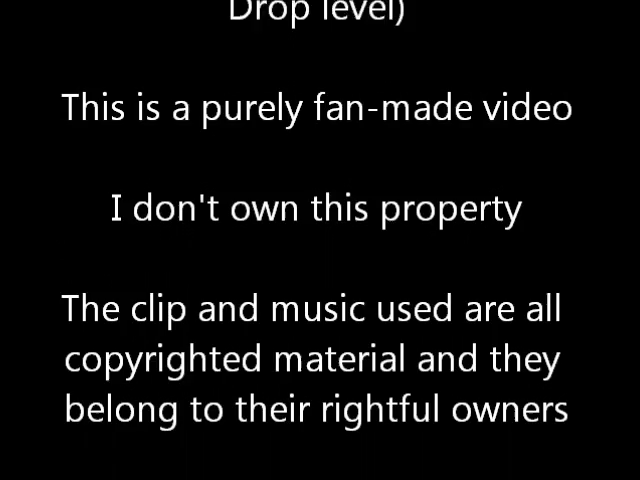 Drop level)
This is a purely fan-made video
I don't own this property
The clip and music used are all
copyrighted material and they
belong to their rightful owners